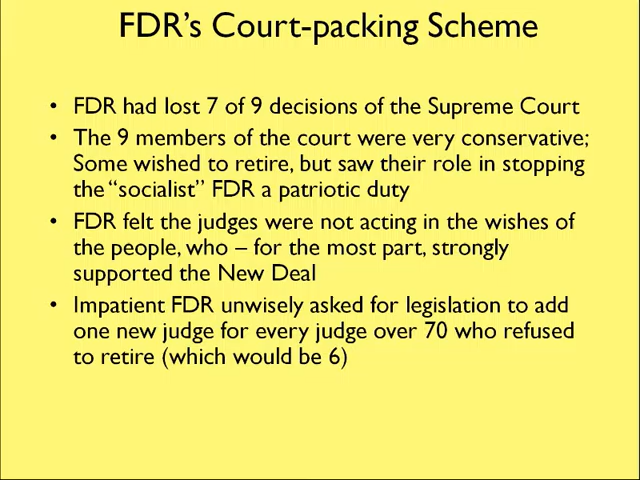 FDR's Court-packing Scheme
• FDR had lost 7 of 9 decisions of the Supreme Court
• The 9 members of the court were very conservative;
Some wished to retire, but saw their role in stopping
the “socialist” FDR a patriotic duty
• FDR felt the judges were not acting in the wishes of
the people, who – for the most part, strongly
supported the New Deal
• Impatient FDR unwisely asked for legislation to add
one new judge for every judge over 70 who refused
to retire (which would be 6)